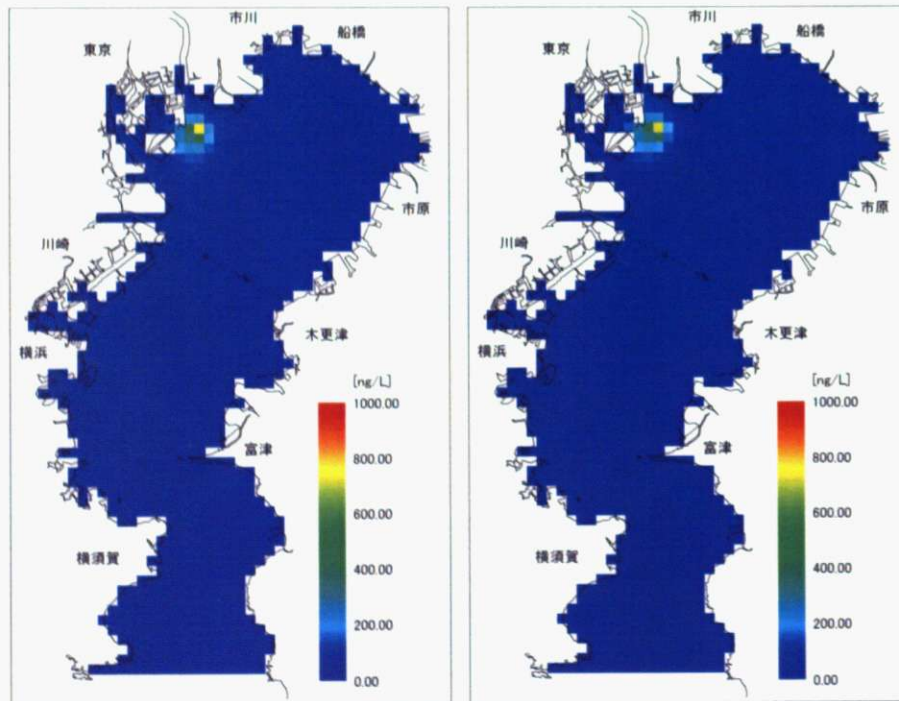 市川
船橋
東京
市原
川崎
木更津
横浜
[ng/L]
1000.00
富津
800.00
600.00
横須賀
400.00
200.00
0.00
市川
船橋
東京
市原
川崎
木更津
横浜
[ng/L]
1000.00
富津
800.00
600.00
横須賀
400.00
200.00
0.00